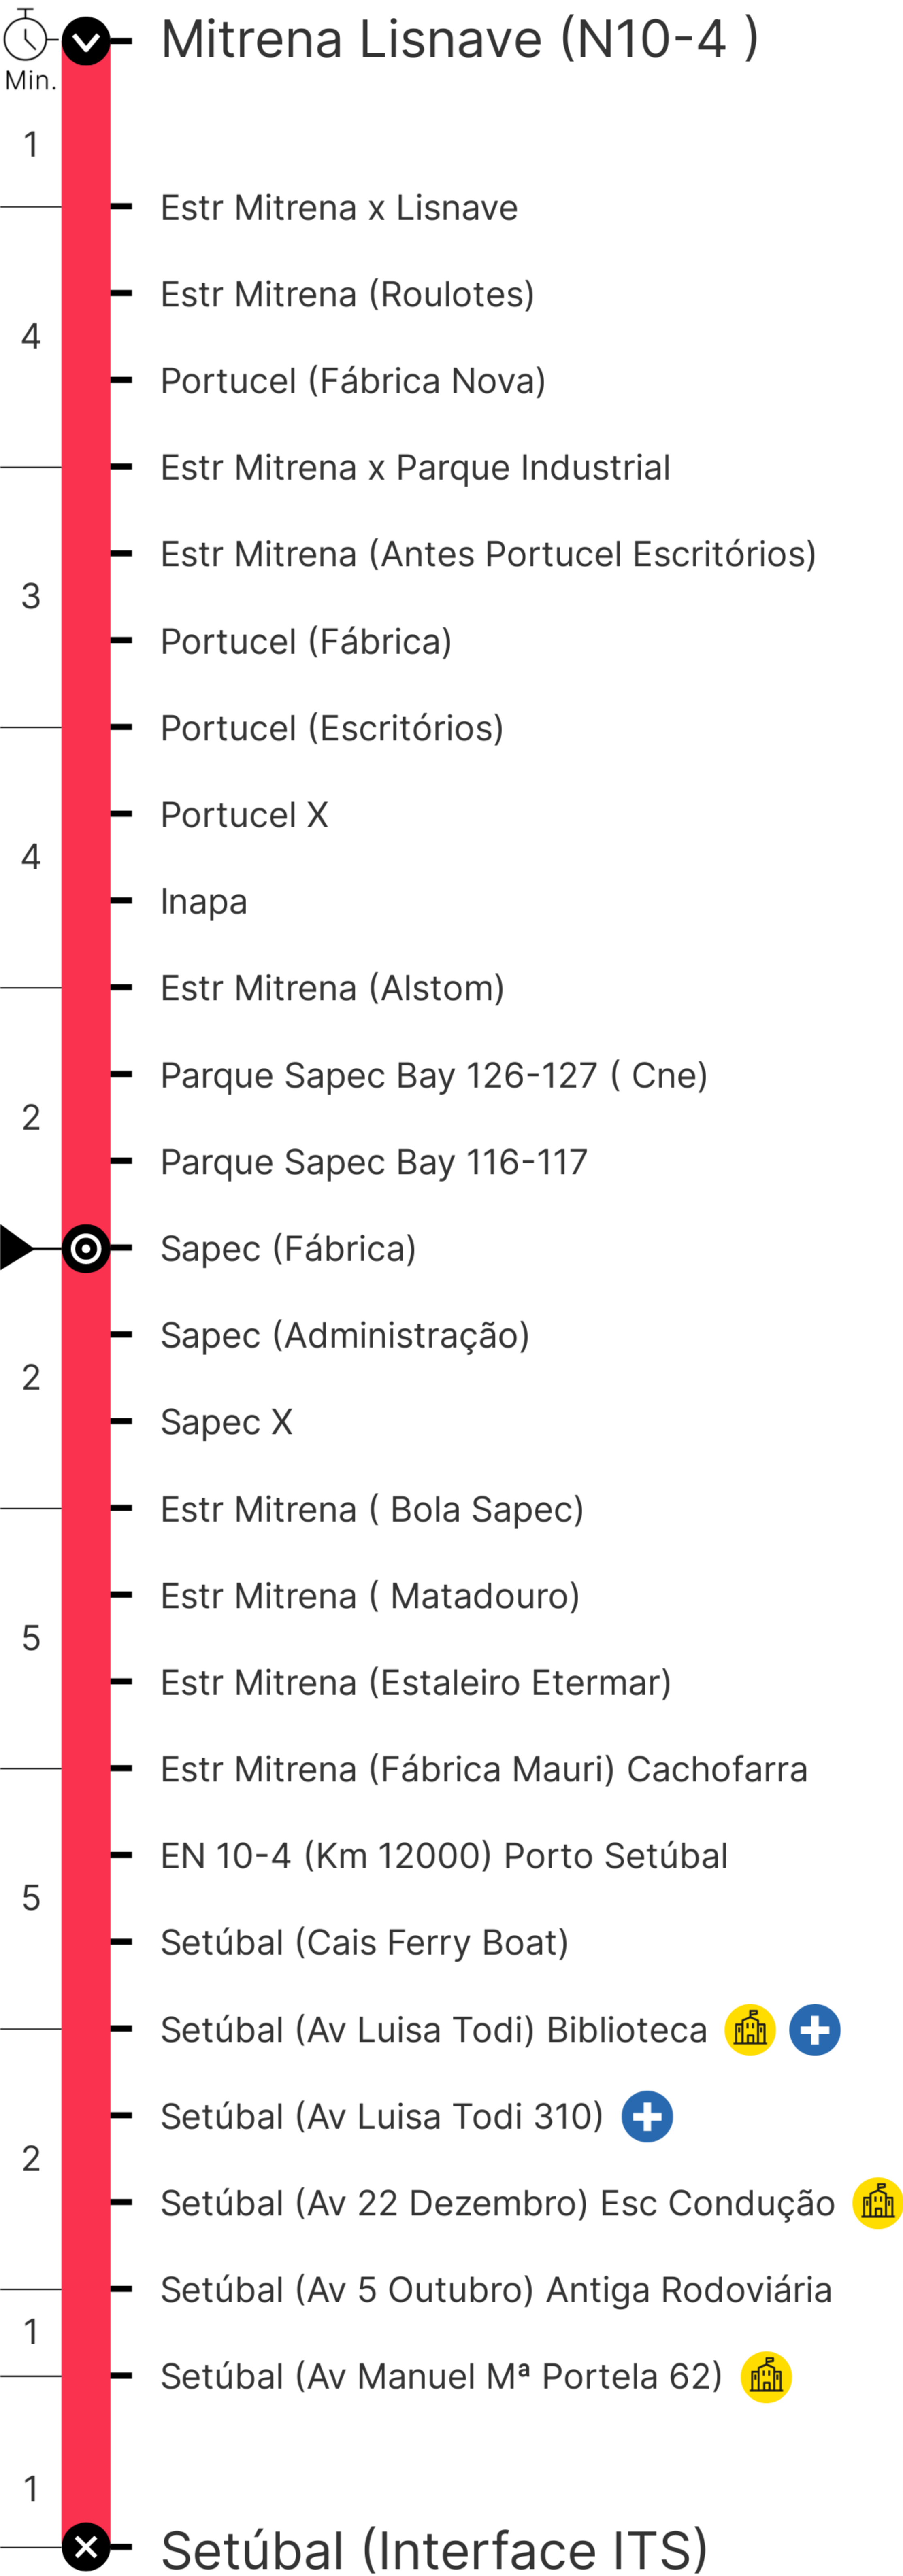 Mitrena Lisnave (N10-4 )
Min.
1
Estr Mitrena x Lisnave
Estr Mitrena (Roulotes)
4
Portucel (Fábrica Nova)
Estr Mitrena x Parque Industrial
Estr Mitrena (Antes Portucel Escritórios)
3
Portucel (Fábrica)
Portucel (Escritórios)
Portucel X
4
Inapa
Estr Mitrena (Alstom)
Parque Sapec Bay 126-127 ( Cne)
2
Parque Sapec Bay 116-117
Sapec (Fábrica)
Sapec (Administração)
2
Sapec X
Estr Mitrena ( Bola Sapec)
Estr Mitrena ( Matadouro)
5
Estr Mitrena (Estaleiro Etermar)
Estr Mitrena (Fábrica Mauri) Cachofarra
EN 10-4 (Km 12000) Porto Setúbal
5
Setúbal (Cais Ferry Boat)
Setúbal (Av Luisa Todi) Biblioteca
Setúbal (Av Luisa Todi 310)
2
Setúbal (Av 22 Dezembro) Esc Condução
Setúbal (Av 5 Outubro) Antiga Rodoviária
1
Setúbal (Av Manuel Mª Portela 62)
1
Setúbal (Interface ITS)